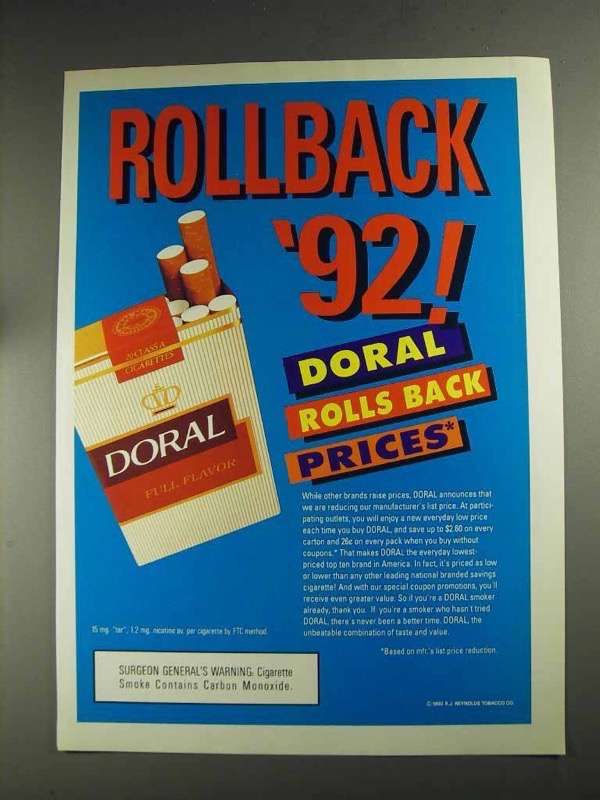 ROLLBACK
'92!
20 CLASS A
CIGARETTES
DORAL
FULL FLAVOR
DORAL
ROLLS BACK
PRICES*
While other brands raise prices, DORAL announces that
we are reducing our manufacturer's list price. At partici-
pating outlets, you will enjoy a new everyday low price
each time you buy DORAL, and save up to $2.60 on every
carton and 26¢ on every pack when you buy without
coupons.* That makes DORAL the everyday lowest-
priced top ten brand in America. In fact, it's priced as low
or lower than any other leading national branded savings
cigarette! And with our special coupon promotions, you'll
receive even greater value. So if you're a DORAL smoker
already, thank you. If you're a smoker who hasn't tried
DORAL, there's never been a better time. DORAL, the
unbeatable combination of taste and value.
*Based on mfr.'s list price reduction.
15 mg. "tar", 1.2 mg. nicotine av. per cigarette by FTC method.
SURGEON GENERAL'S WARNING: Cigarette
Smoke Contains Carbon Monoxide.
© 1992 R.J. REYNOLDS TOBACCO CO.